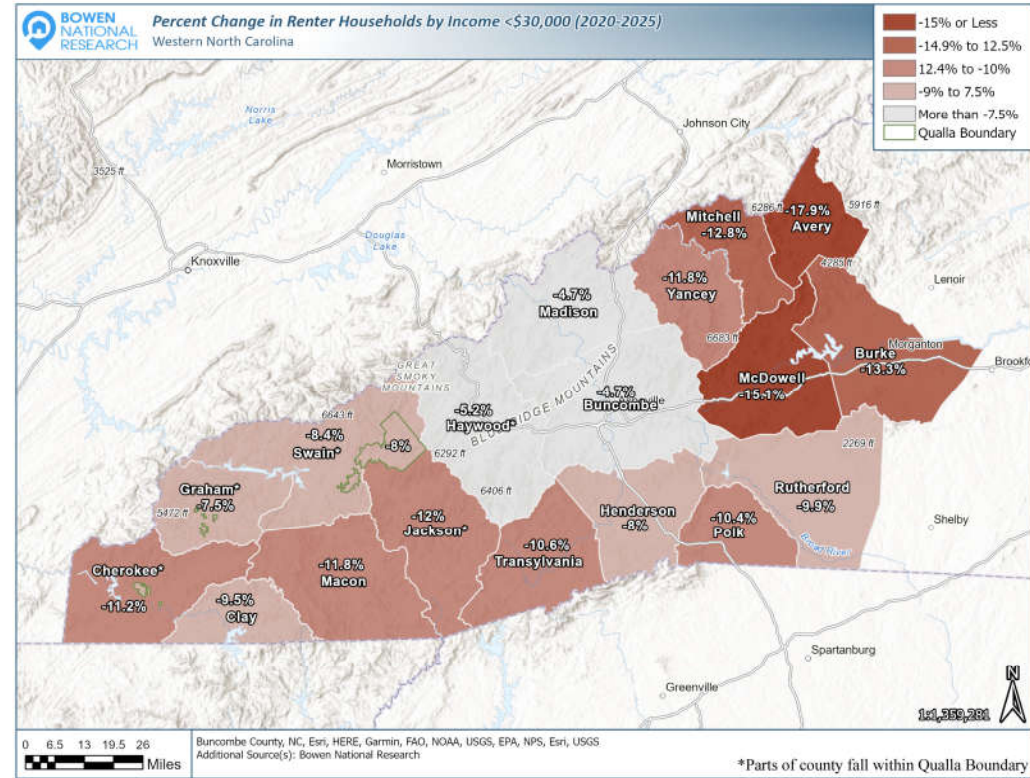 BOWEN
NATIONAL
RESEARCH
Percent Change in Renter Households by Income <$30,000 (2020-2025)
Western North Carolina
-15% or Less
-14.9% to 12.5%
12.4% to -10%
-9% to 7.5%
More than -7.5%
Qualla Boundary
Norris
Lake
Johnson City
3525 ft
Morristown
Mitchell
-12.8%
6286 ft
-17.9%
Avery
5916 ft
Douglas
Lake
Knoxville
4285 ft
Lenoir
-11.8%
Yancey
-4.7%
Madison
6683 ft
Morganton
Burke
-13.3%
Brookfo
GREAT
SMOKY
MOUNTAINS
BLUE RIDGE MOUNTAINS
McDowell
-15.1%
-4.7%
Buncombe
-5.2%
Haywood*
6643 ft
-8.4%
Swain*
-8%
6292 ft
2269 ft
6406 ft
Graham*
-7.5%
5472 ft
Rutherford
-9.9%
Henderson
-8%
-12%
Jackson*
-10.4%
Polk
Shelby
Broad River
-10.6%
Transylvania
-11.8%
Macon
Cherokee*
-11.2%
-9.5%
Clay
Spartanburg
Greenville
N
1:1,359,281
0 6.5 13 19.5 26
Miles
Buncombe County, NC, Esri, HERE, Garmin, FAO, NOAA, USGS, EPA, NPS, Esri, USGS
Additional Source(s): Bowen National Research
*Parts of county fall within Qualla Boundary